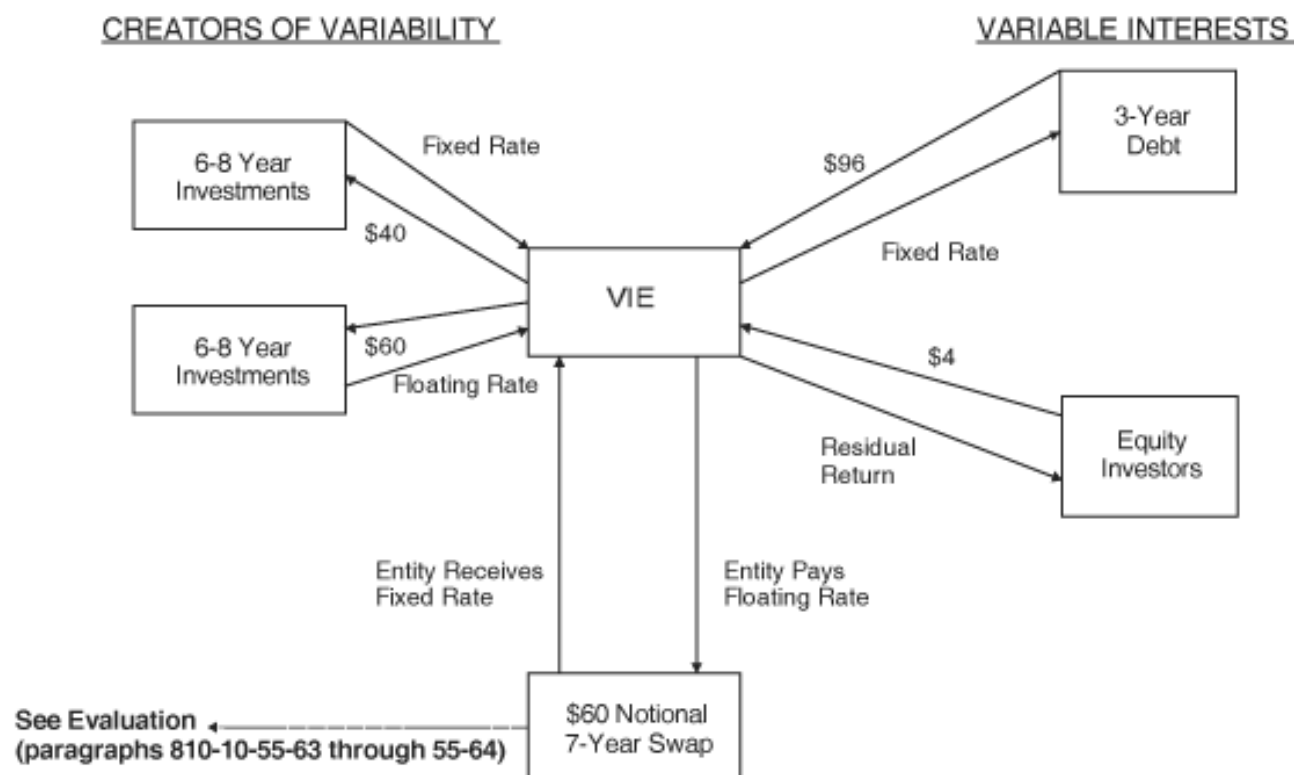 CREATORS OF VARIABILITY
VARIABLE INTERESTS
6-8 Year
Investments
Fixed Rate
$40
6-8 Year
Investments
$60
Floating Rate
VIE
3-Year
Debt
$96
Fixed Rate
$4
Equity
Investors
Residual
Return
Entity Receives
Fixed Rate
Entity Pays
Floating Rate
$60 Notional
7-Year Swap
See Evaluation
(paragraphs 810-10-55-63 through 55-64)